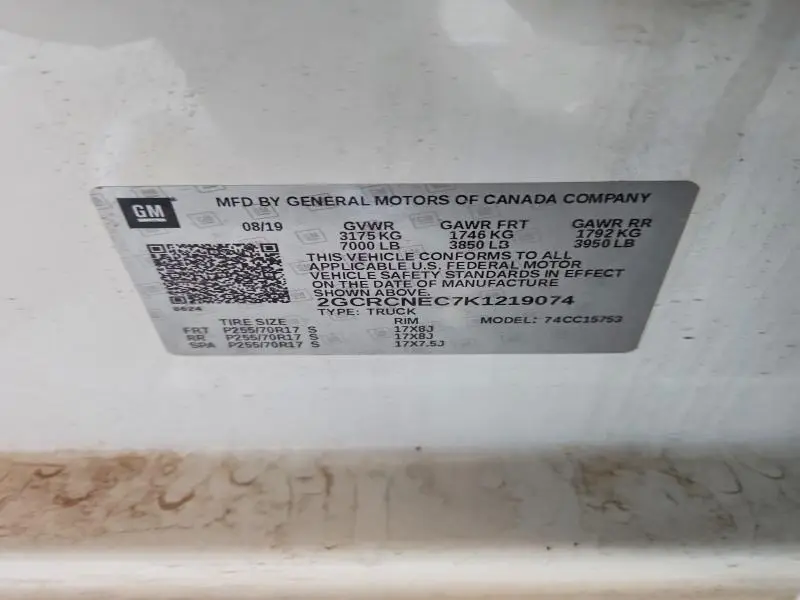 GM
MFD BY GENERAL MOTORS OF CANADA COMPANY
08/19 GVWR GAWR FRT GAWR RR
3175 KG 1746 KG 1792 KG
7000 LB 3850 LB 3950 LB
THIS VEHICLE CONFORMS TO ALL
APPLICABLE U.S. FEDERAL MOTOR
VEHICLE SAFETY STANDARDS IN EFFECT
ON THE DATE OF MANUFACTURE
SHOWN ABOVE.
2GCRCNEC7K1219074
8624
TYPE: TRUCK MODEL: 74CC15753
TIRE SIZE RIM
FRT P255/70R17 S 17X8J
RR P255/70R17 S 17X8J
SPA P255/70R17 S 17X7.5J